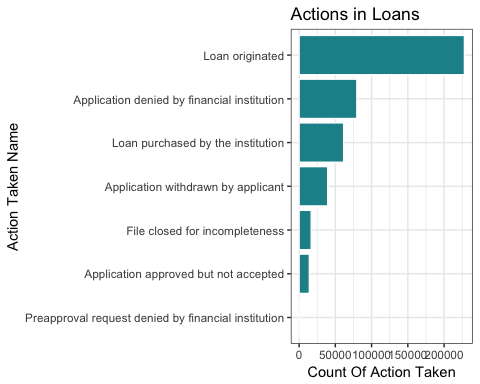 Actions in Loans
Action Taken Name
Loan originated
Application denied by financial institution
Loan purchased by the institution
Application withdrawn by applicant
File closed for incompleteness
Application approved but not accepted
Preapproval request denied by financial institution
0 50000 100000 150000 200000
Count Of Action Taken